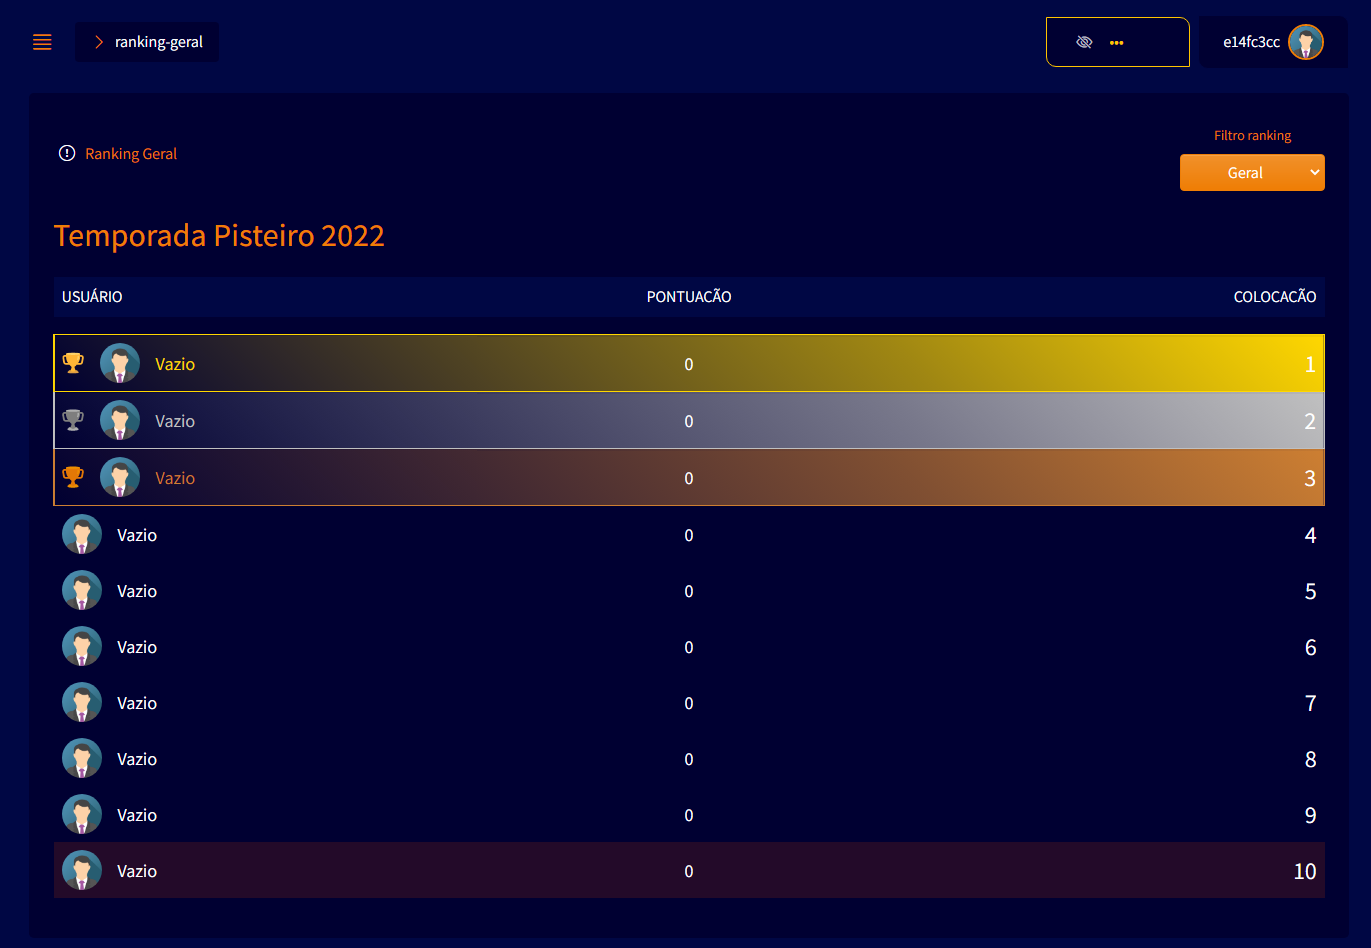 ranking-geral
•••
e14fc3cc
Filtro ranking
Ranking Geral
Geral
Temporada Pisteiro 2022
USUÁRIO PONTUACÃO COLOCACÃO
Vazio 0 1
Vazio 0 2
Vazio 0 3
Vazio 0 4
Vazio 0 5
Vazio 0 6
Vazio 0 7
Vazio 0 8
Vazio 0 9
Vazio 0 10